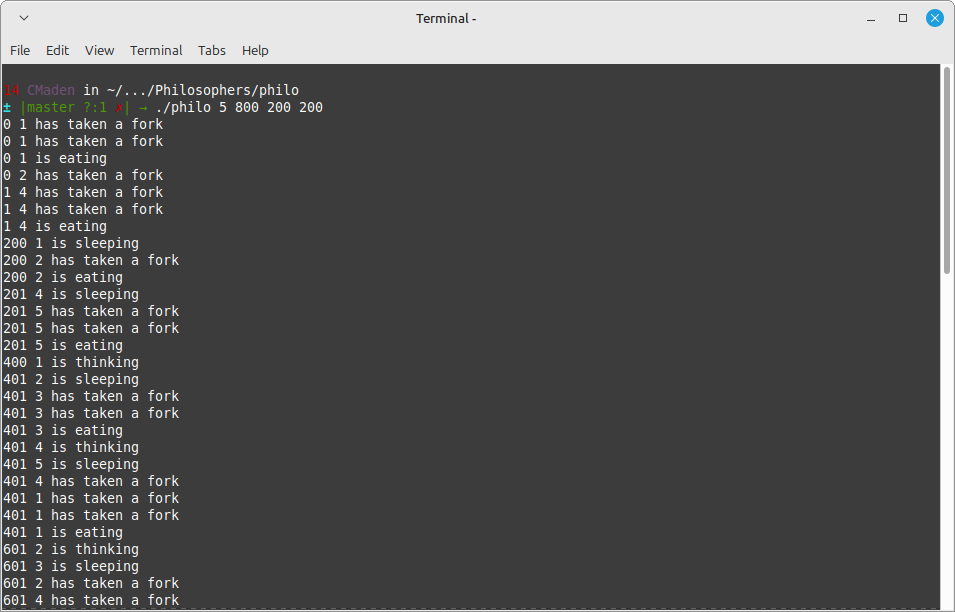 Terminal -
File Edit View Terminal Tabs Help
14 CMaden in ~/.../Philosophers/philo
± |master ?:1 ✗| → ./philo 5 800 200 200
0 1 has taken a fork
0 1 has taken a fork
0 1 is eating
0 2 has taken a fork
1 4 has taken a fork
1 4 has taken a fork
1 4 is eating
200 1 is sleeping
200 2 has taken a fork
200 2 is eating
201 4 is sleeping
201 5 has taken a fork
201 5 has taken a fork
201 5 is eating
400 1 is thinking
401 2 is sleeping
401 3 has taken a fork
401 3 has taken a fork
401 3 is eating
401 4 is thinking
401 5 is sleeping
401 4 has taken a fork
401 1 has taken a fork
401 1 has taken a fork
401 1 is eating
601 2 is thinking
601 3 is sleeping
601 2 has taken a fork
601 4 has taken a fork